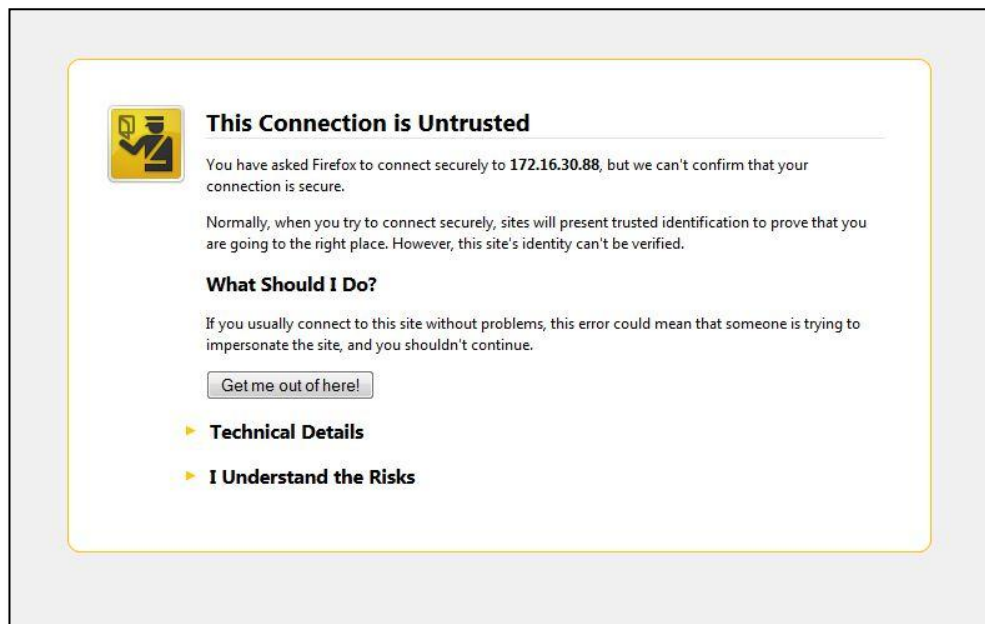 This Connection is Untrusted
You have asked Firefox to connect securely to 172.16.30.88, but we can't confirm that your
connection is secure.
Normally, when you try to connect securely, sites will present trusted identification to prove that you
are going to the right place. However, this site's identity can't be verified.
What Should I Do?
If you usually connect to this site without problems, this error could mean that someone is trying to
impersonate the site, and you shouldn't continue.
Get me out of here!
Technical Details
I Understand the Risks